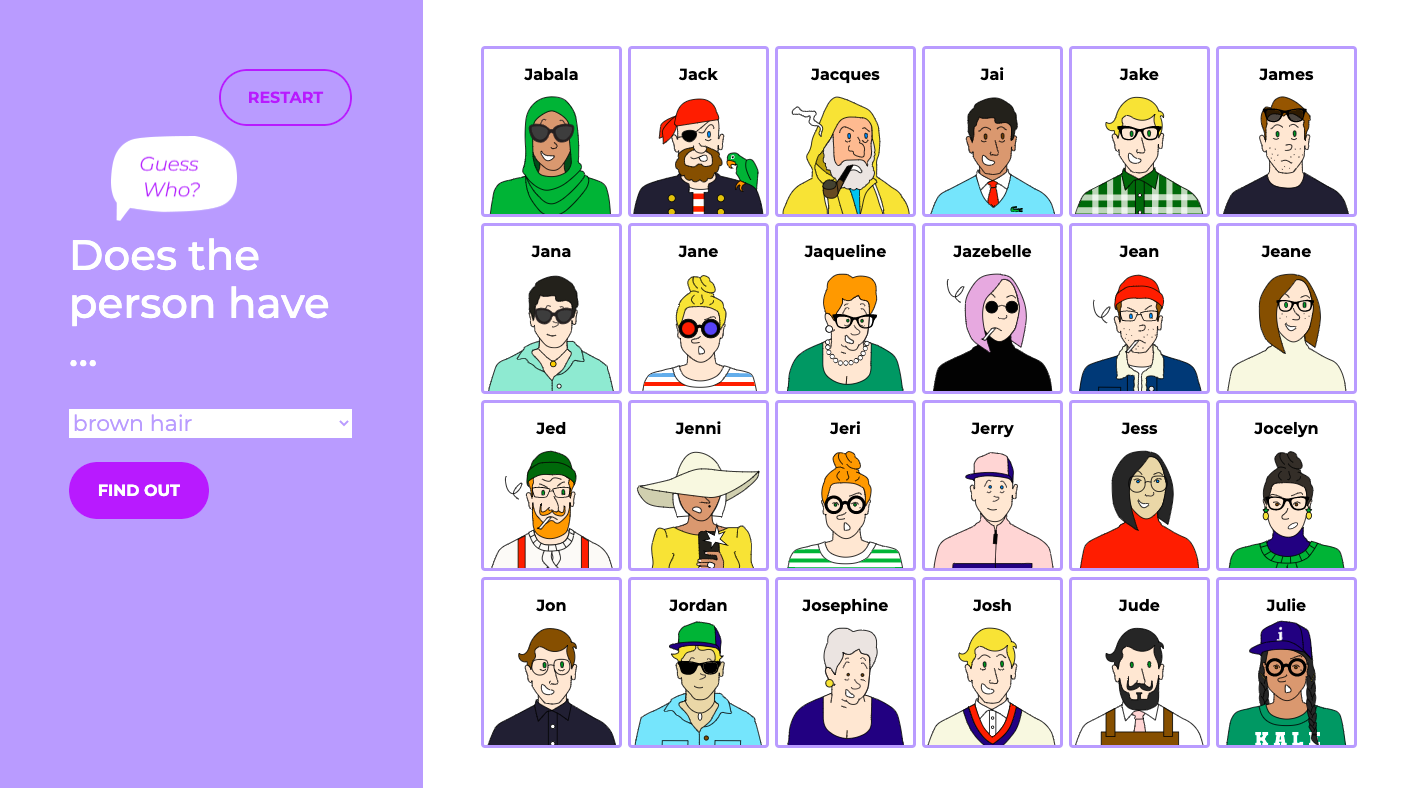 RESTART
Guess
Who?
Does the
person have
...
brown hair
FIND OUT
Jabala
Jack
Jacques
Jai
Jake
James
Jana
Jane
Jaqueline
Jazebelle
Jean
Jeane
Jed
Jenni
Jeri
Jerry
Jess
Jocelyn
Jon
Jordan
Josephine
Josh
Jude
Julie
j
KALE